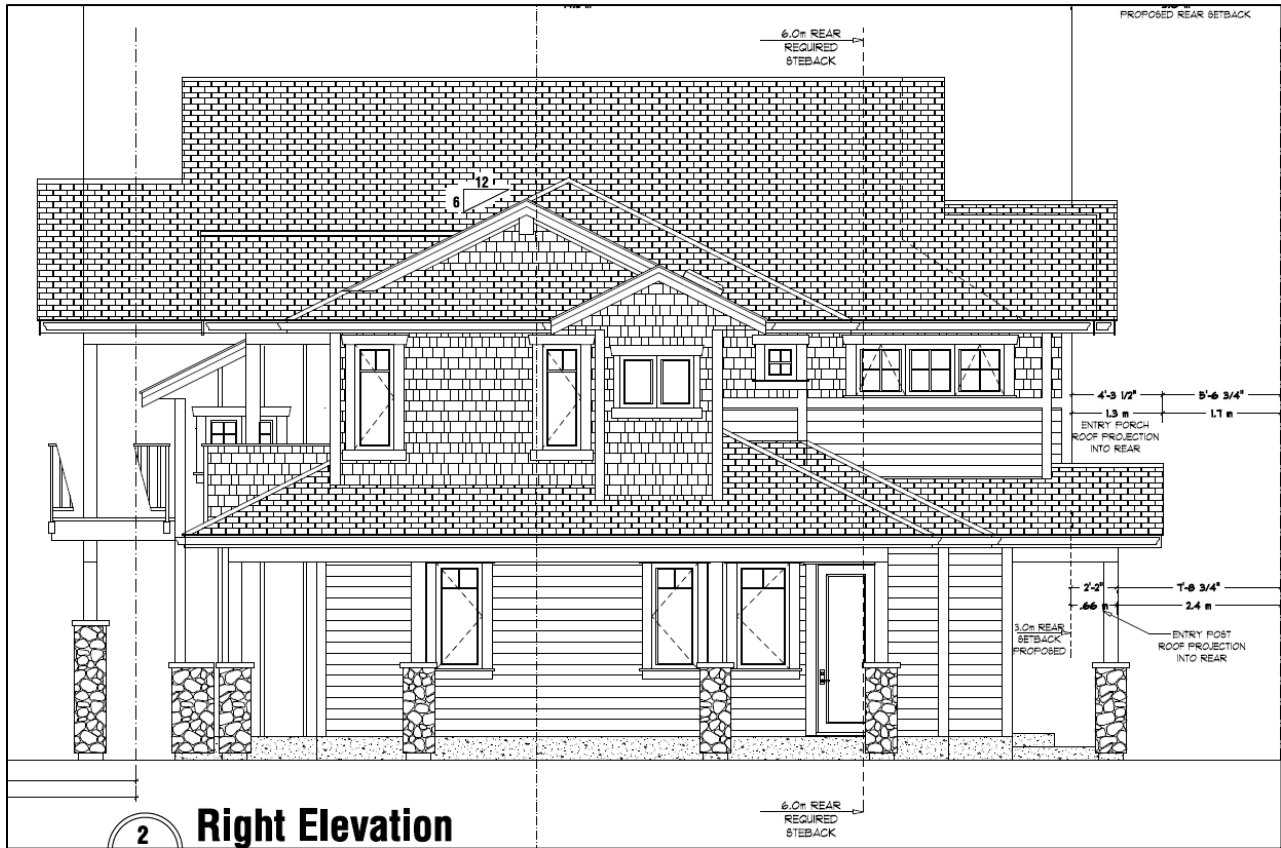 PROPOSED REAR SETBACK
6.0m REAR
REQUIRED
STEBACK
12
6
4'-3 1/2"
5'-6 3/4"
1.3 m
1.7 m
ENTRY PORCH
ROOF PROJECTION
INTO REAR
2'-2"
7'-8 3/4"
.66 m
2.4 m
3.0m REAR
SETBACK
PROPOSED
ENTRY POST
ROOF PROJECTION
INTO REAR
6.0m REAR
REQUIRED
STEBACK
2
Right Elevation